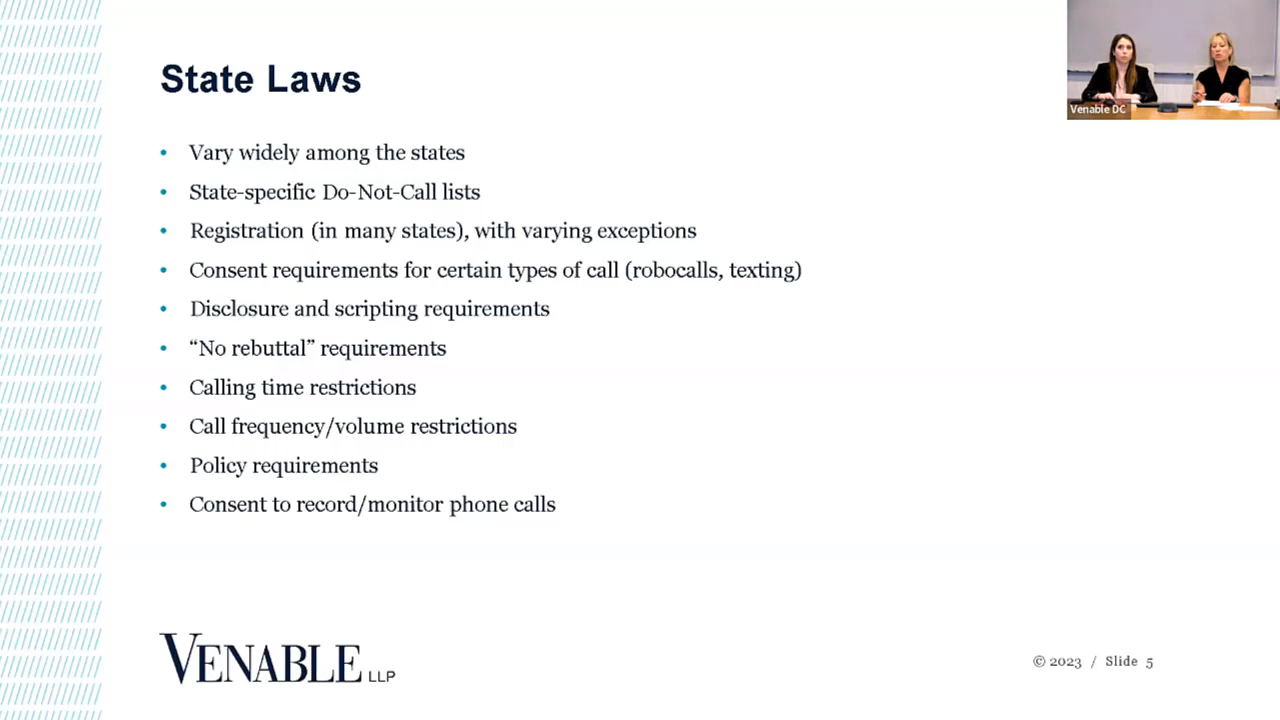 State Laws
• Vary widely among the states
• State-specific Do-Not-Call lists
• Registration (in many states), with varying exceptions
• Consent requirements for certain types of call (robocalls, texting)
• Disclosure and scripting requirements
• “No rebuttal” requirements
• Calling time restrictions
• Call frequency/volume restrictions
• Policy requirements
• Consent to record/monitor phone calls
Venable DC
VENABLE LLP
© 2023 / Slide 5